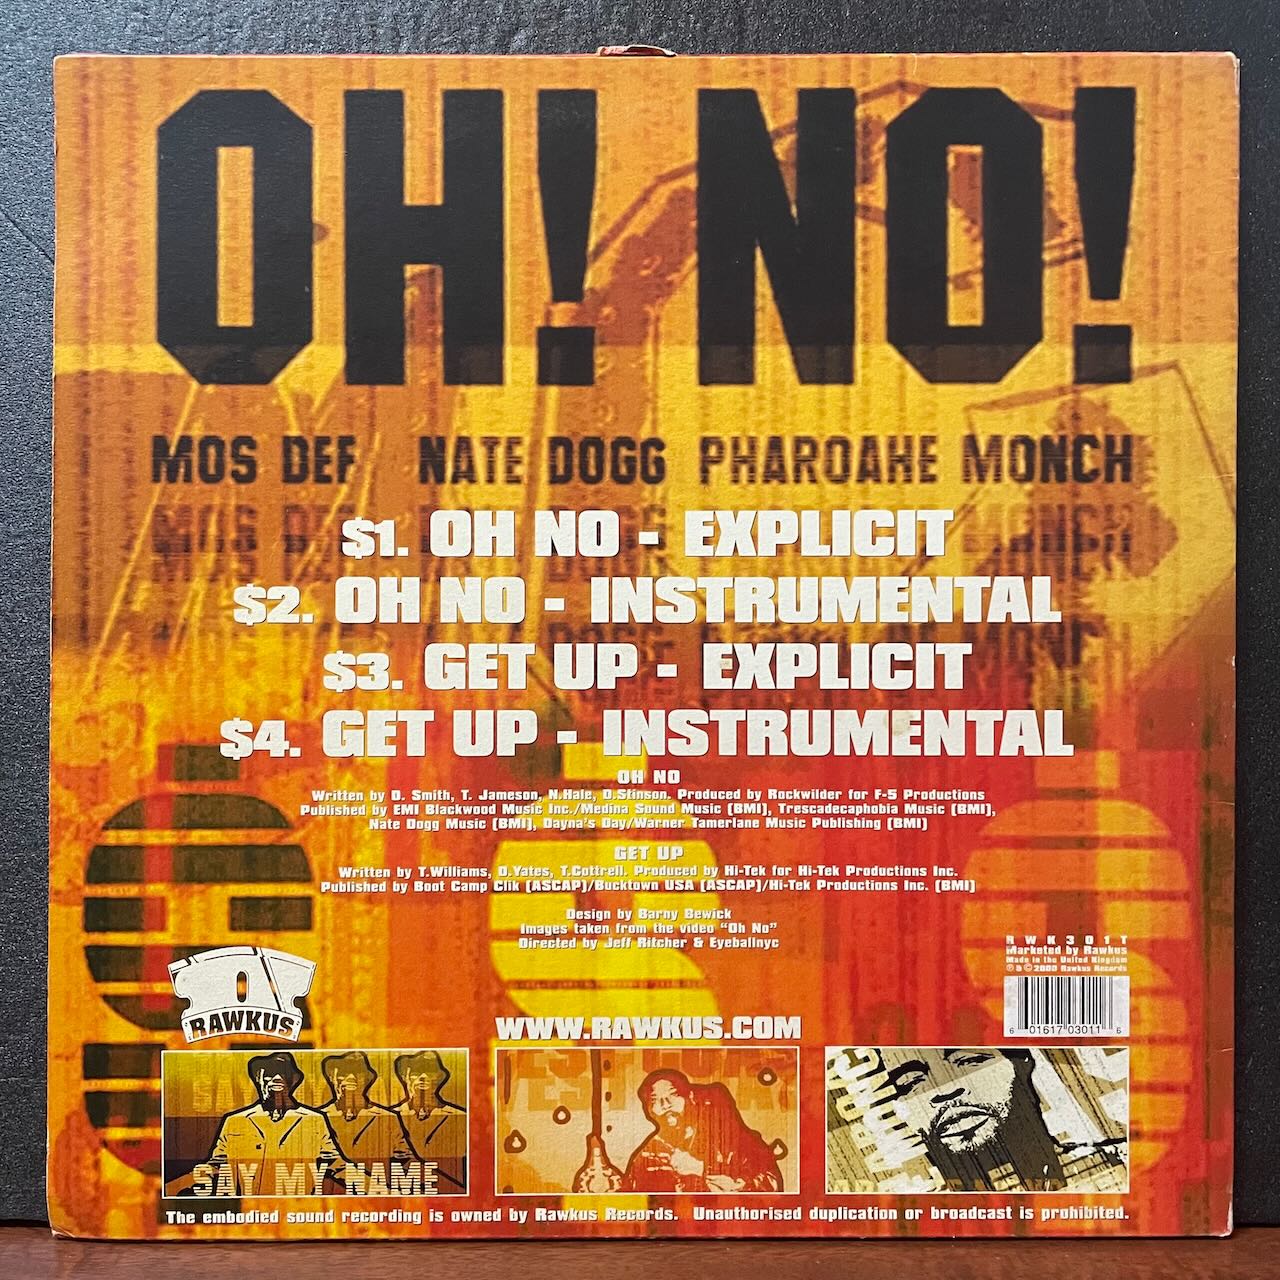 OH! NO!
MOS DEF NATE DOGG PHAROAHE MONCH
$1. OH NO - EXPLICIT
$2. OH NO - INSTRUMENTAL
$3. GET UP - EXPLICIT
$4. GET UP - INSTRUMENTAL
OH NO
Written by D. Smith, T. Jameson, N.Hale, D.Stinson. Produced by Rockwilder for F-5 Productions
Published by EMI Blackwood Music Inc./Medina Sound Music (BMI), Trescadecaphobia Music (BMI),
Nate Dogg Music (BMI), Dayna's Day/Warner Tamerlane Music Publishing (BMI)
GET UP
Written by T.Williams, D.Yates, T.Cottrell. Produced by Hi-Tek for Hi-Tek Productions Inc.
Published by Boot Camp Clik (ASCAP)/Bucktown USA (ASCAP)/Hi-Tek Productions Inc. (BMI)
Design by Barny Bewick
Images taken from the video "Oh No"
Directed by Jeff Ritcher & Eyeballnyc
RWK301T
Marketed by Rawkus
Made in the United Kingdom
℗ & © 2000 Rawkus Records
6 01617 03011 6
RAWKUS
WWW.RAWKUS.COM
SAY MY NAME
The embodied sound recording is owned by Rawkus Records. Unauthorised duplication or broadcast is prohibited.